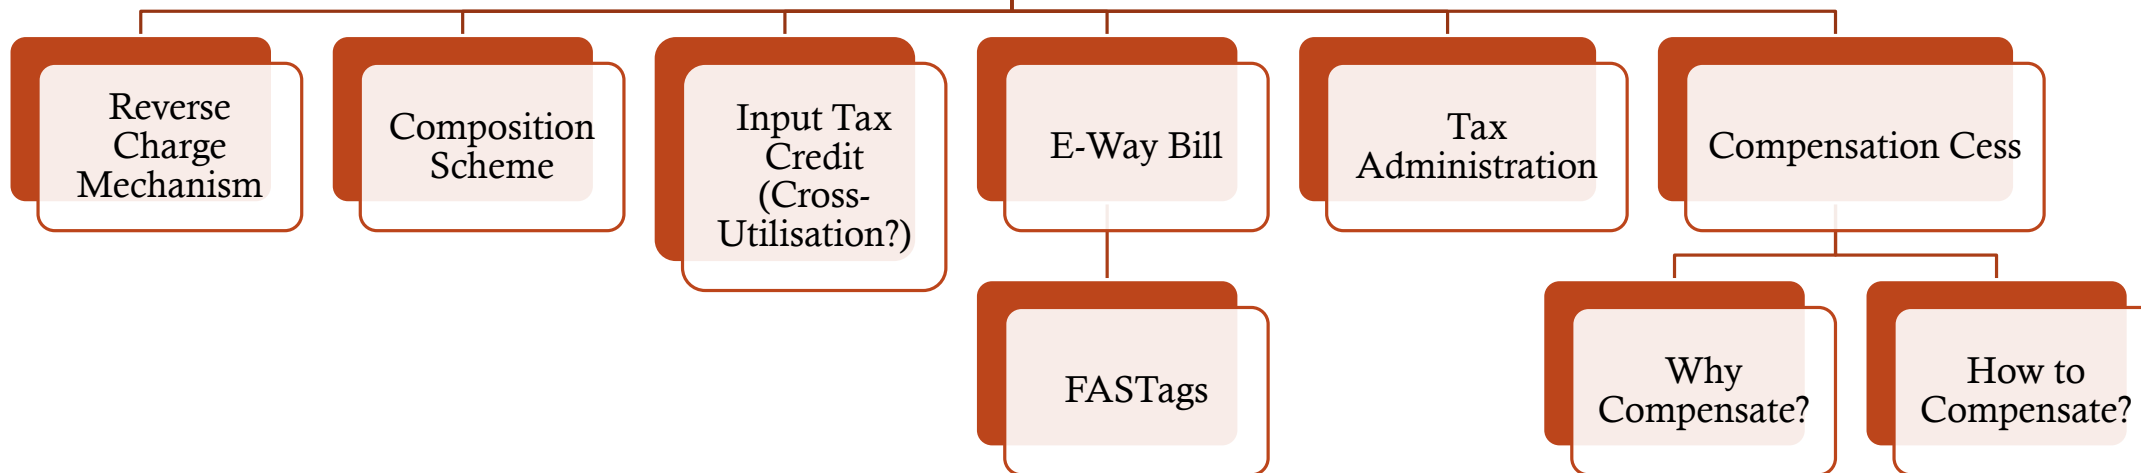 Reverse
Charge
Mechanism
Composition
Scheme
Input Tax
Credit
(Cross-
Utilisation?)
E-Way Bill
Tax
Administration
Compensation Cess
FASTags
Why
Compensate?
How to
Compensate?